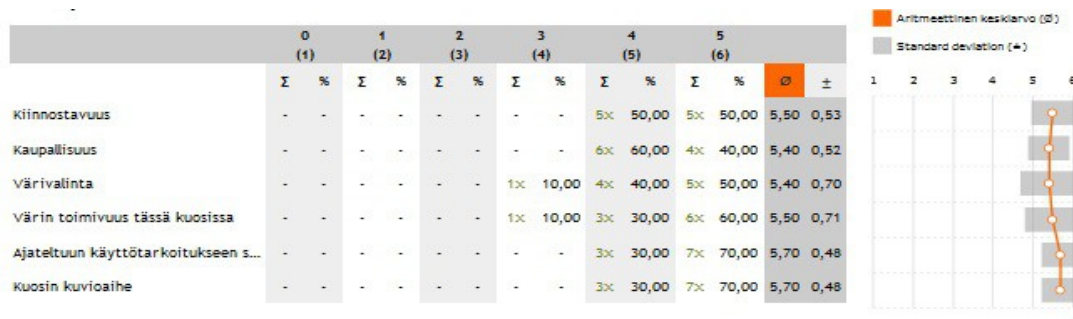 Aritmeettinen keskiarvo (Ø)
Standard deviation (±)
0 1 2 3 4 5
(1) (2) (3) (4) (5) (6)
Σ % Σ % Σ % Σ % Σ % Σ % Ø ±
1 2 3 4 5 6
Kiinnostavuus - - - - - - - - 5x 50,00 5x 50,00 5,50 0,53
Kaupallisuus - - - - - - - - 6x 60,00 4x 40,00 5,40 0,52
Värivalinta - - - - - - 1x 10,00 4x 40,00 5x 50,00 5,40 0,70
Värin toimivuus tässä kuosissa - - - - - - 1x 10,00 3x 30,00 6x 60,00 5,50 0,71
Ajateltuun käyttötarkoitukseen s... - - - - - - - - 3x 30,00 7x 70,00 5,70 0,48
Kuosin kuvioaihe - - - - - - - - 3x 30,00 7x 70,00 5,70 0,48